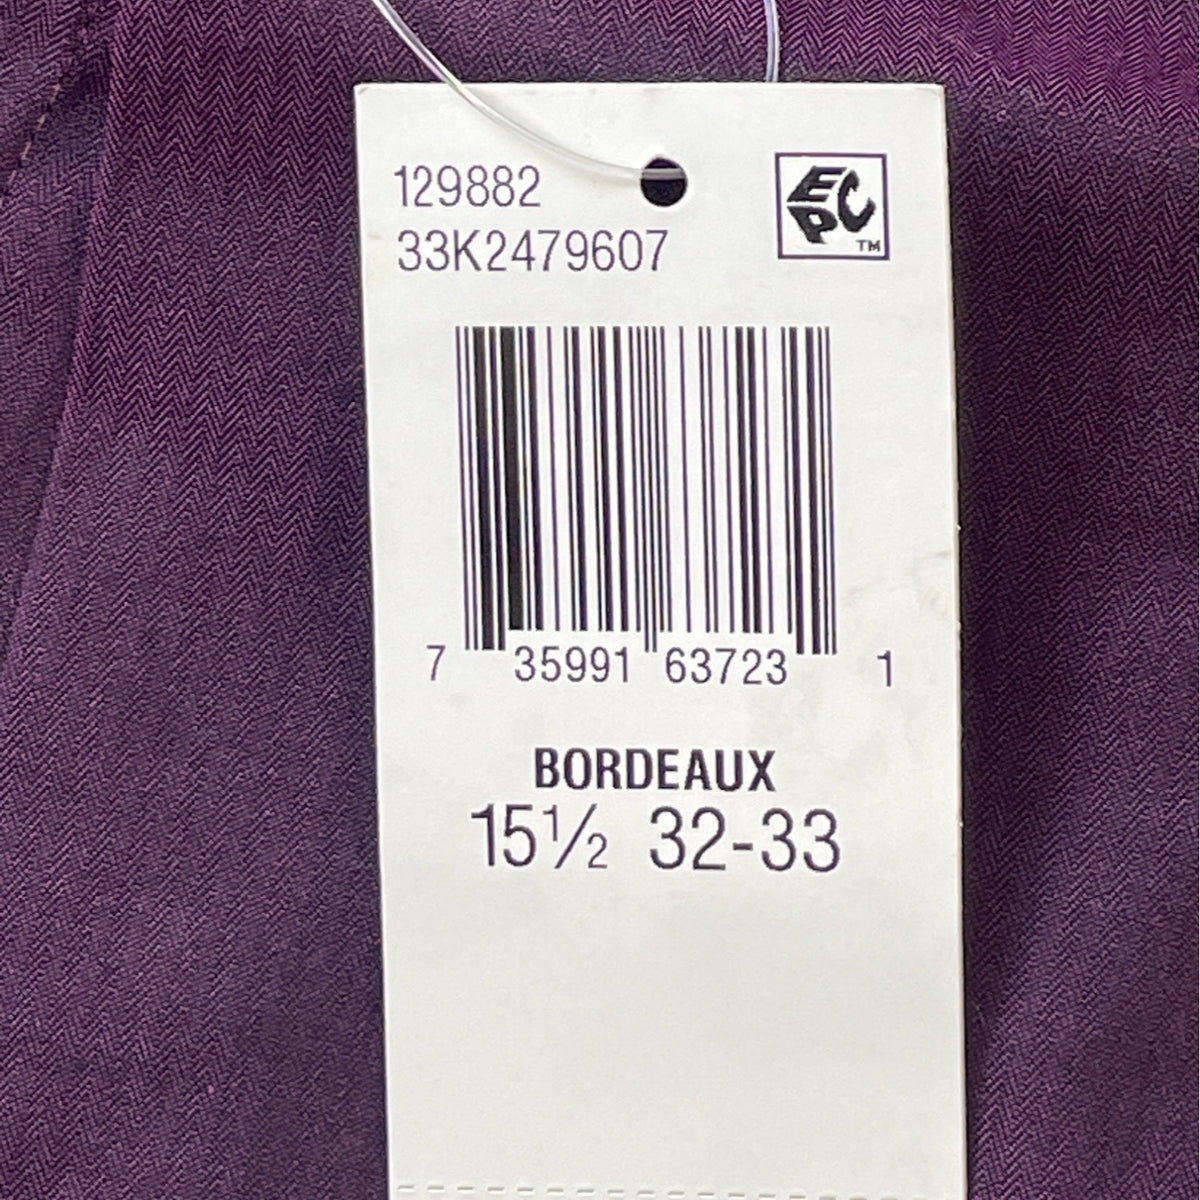 129882
EPC
TM
33K2479607
7 35991 63723 1
BORDEAUX
15½ 32-33